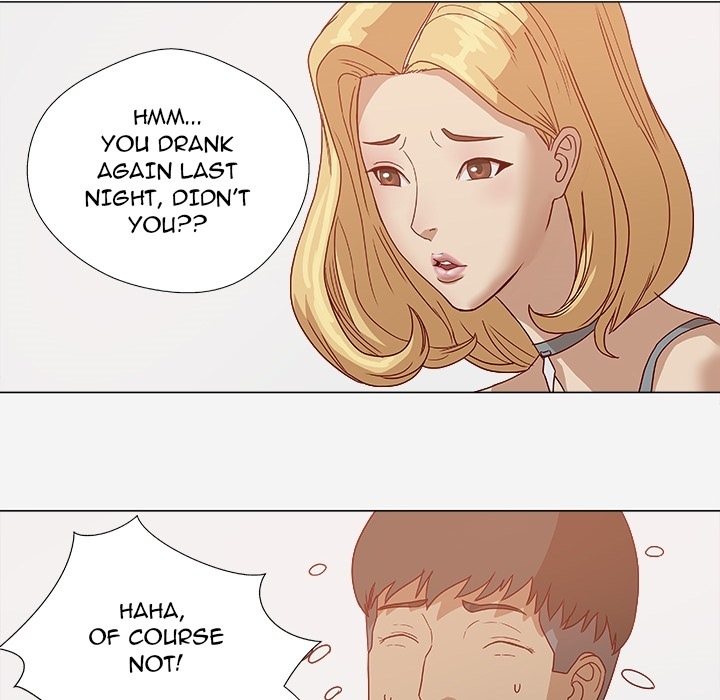 HMM...
YOU DRANK
AGAIN LAST
NIGHT, DIDN'T
YOU??
HAHA,
OF COURSE
NOT!